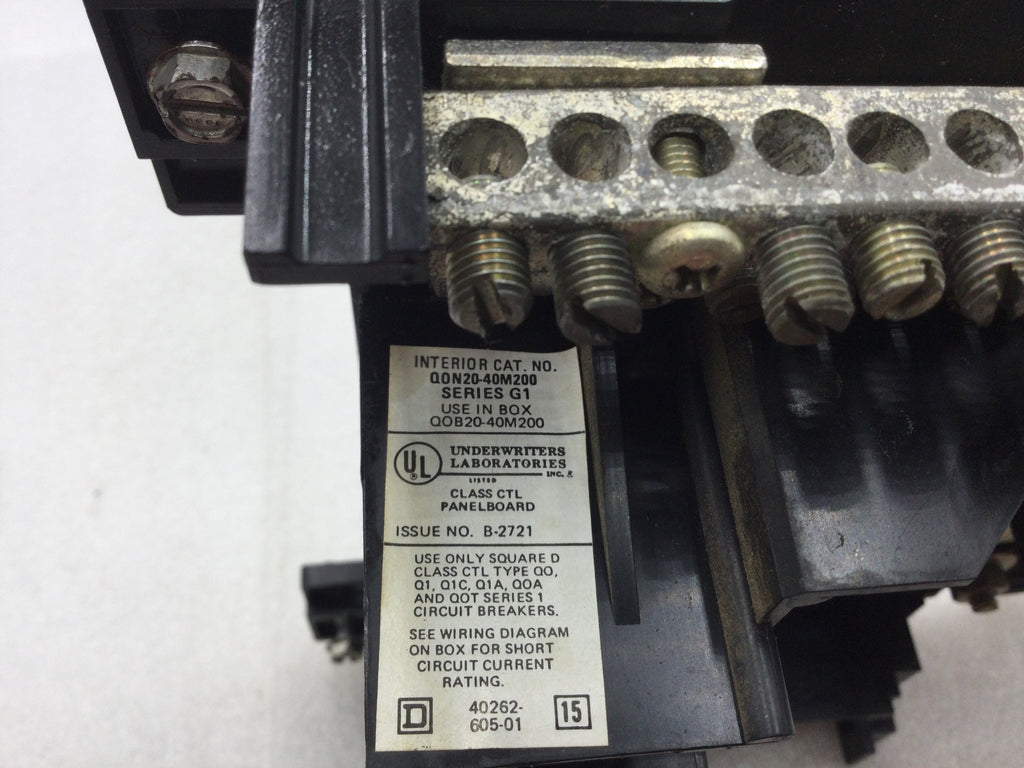 INTERIOR CAT. NO.
QON20-40M200
SERIES G1
USE IN BOX
QOB20-40M200
UL
UNDERWRITERS
LABORATORIES
INC. ®
LISTED
CLASS CTL
PANELBOARD
ISSUE NO. B-2721
USE ONLY SQUARE D
CLASS CTL TYPE QO,
Q1, Q1C, Q1A, QOA
AND QOT SERIES 1
CIRCUIT BREAKERS.
SEE WIRING DIAGRAM
ON BOX FOR SHORT
CIRCUIT CURRENT
RATING.
D
40262-
605-01
15